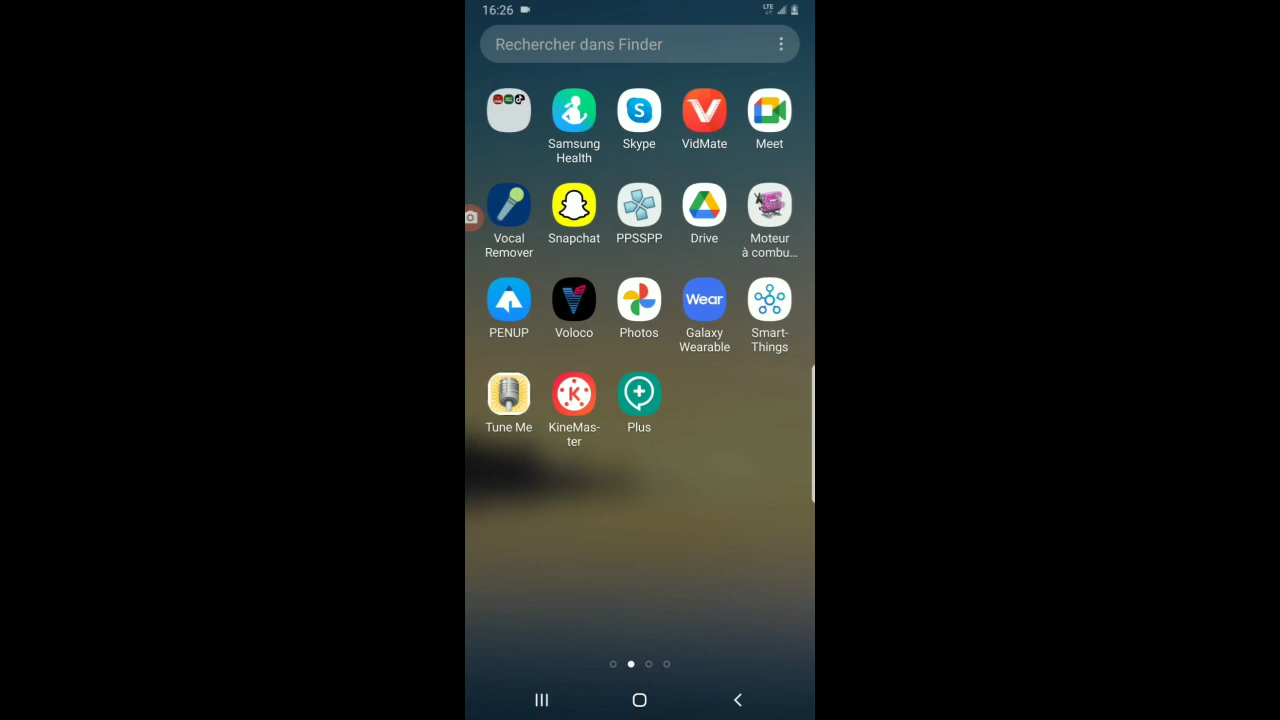 16:26
LTE
Rechercher dans Finder
Samsung
Health
Skype
VidMate
Meet
Vocal
Remover
Snapchat
PPSSPP
Drive
Moteur
à combu...
PENUP
Voloco
Photos
Wear
Galaxy
Wearable
Smart-
Things
Tune Me
KineMas-
ter
Plus